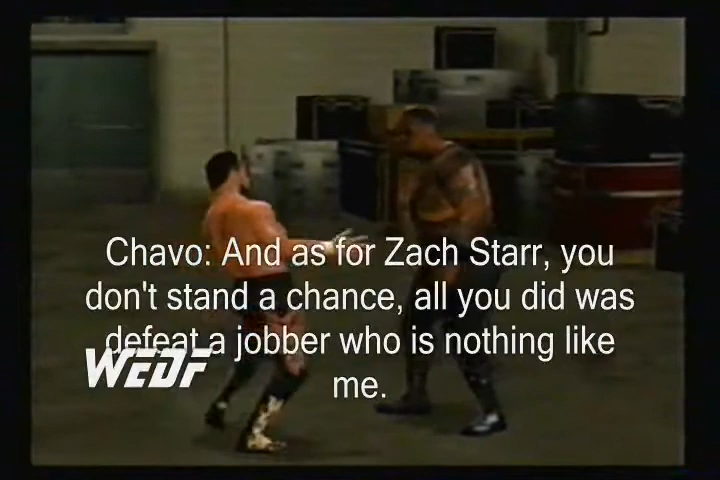 Chavo: And as for Zach Starr, you
don't stand a chance, all you did was
defeat a jobber who is nothing like
me.
WEDF